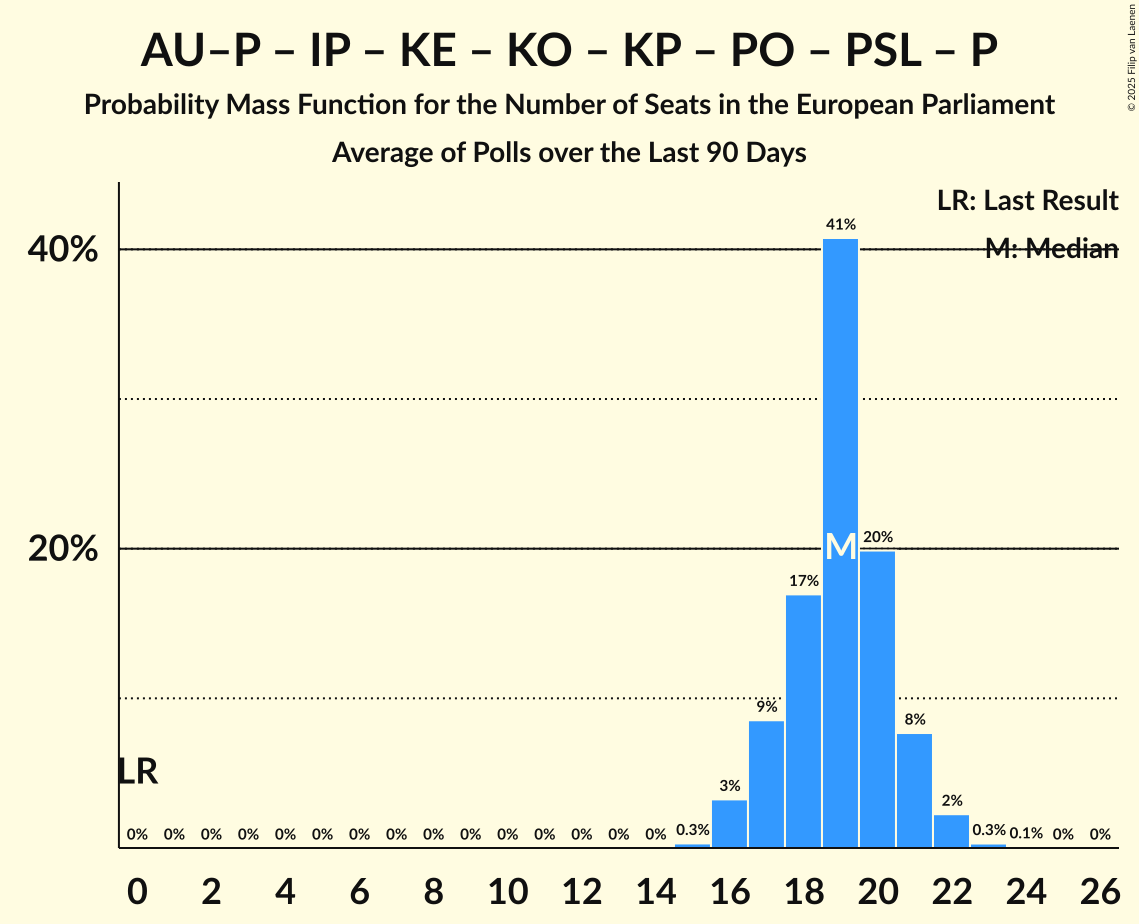 AU–P – IP – KE – KO – KP – PO – PSL – P
Probability Mass Function for the Number of Seats in the European Parliament
Average of Polls over the Last 90 Days
© 2025 Filip van Laenen
LR: Last Result
M: Median
40%
20%
41%
M
20%
17%
9%
8%
LR
3%
2%
0% 0% 0% 0% 0% 0% 0% 0% 0% 0% 0% 0% 0% 0% 0% 0.3% 0.3% 0.1% 0% 0%
0 2 4 6 8 10 12 14 16 18 20 22 24 26